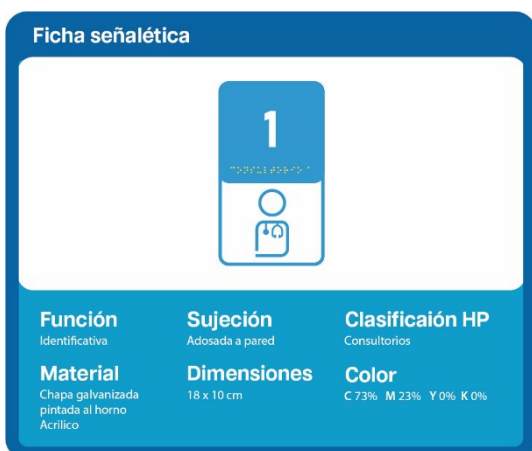 Ficha señalética
1
Función
Identificativa
Sujeción
Adosada a pared
Clasificaión HP
Consultorios
Material
Chapa galvanizada
pintada al horno
Acrilico
Dimensiones
18 x 10 cm
Color
C 73% M 23% Y 0% K 0%